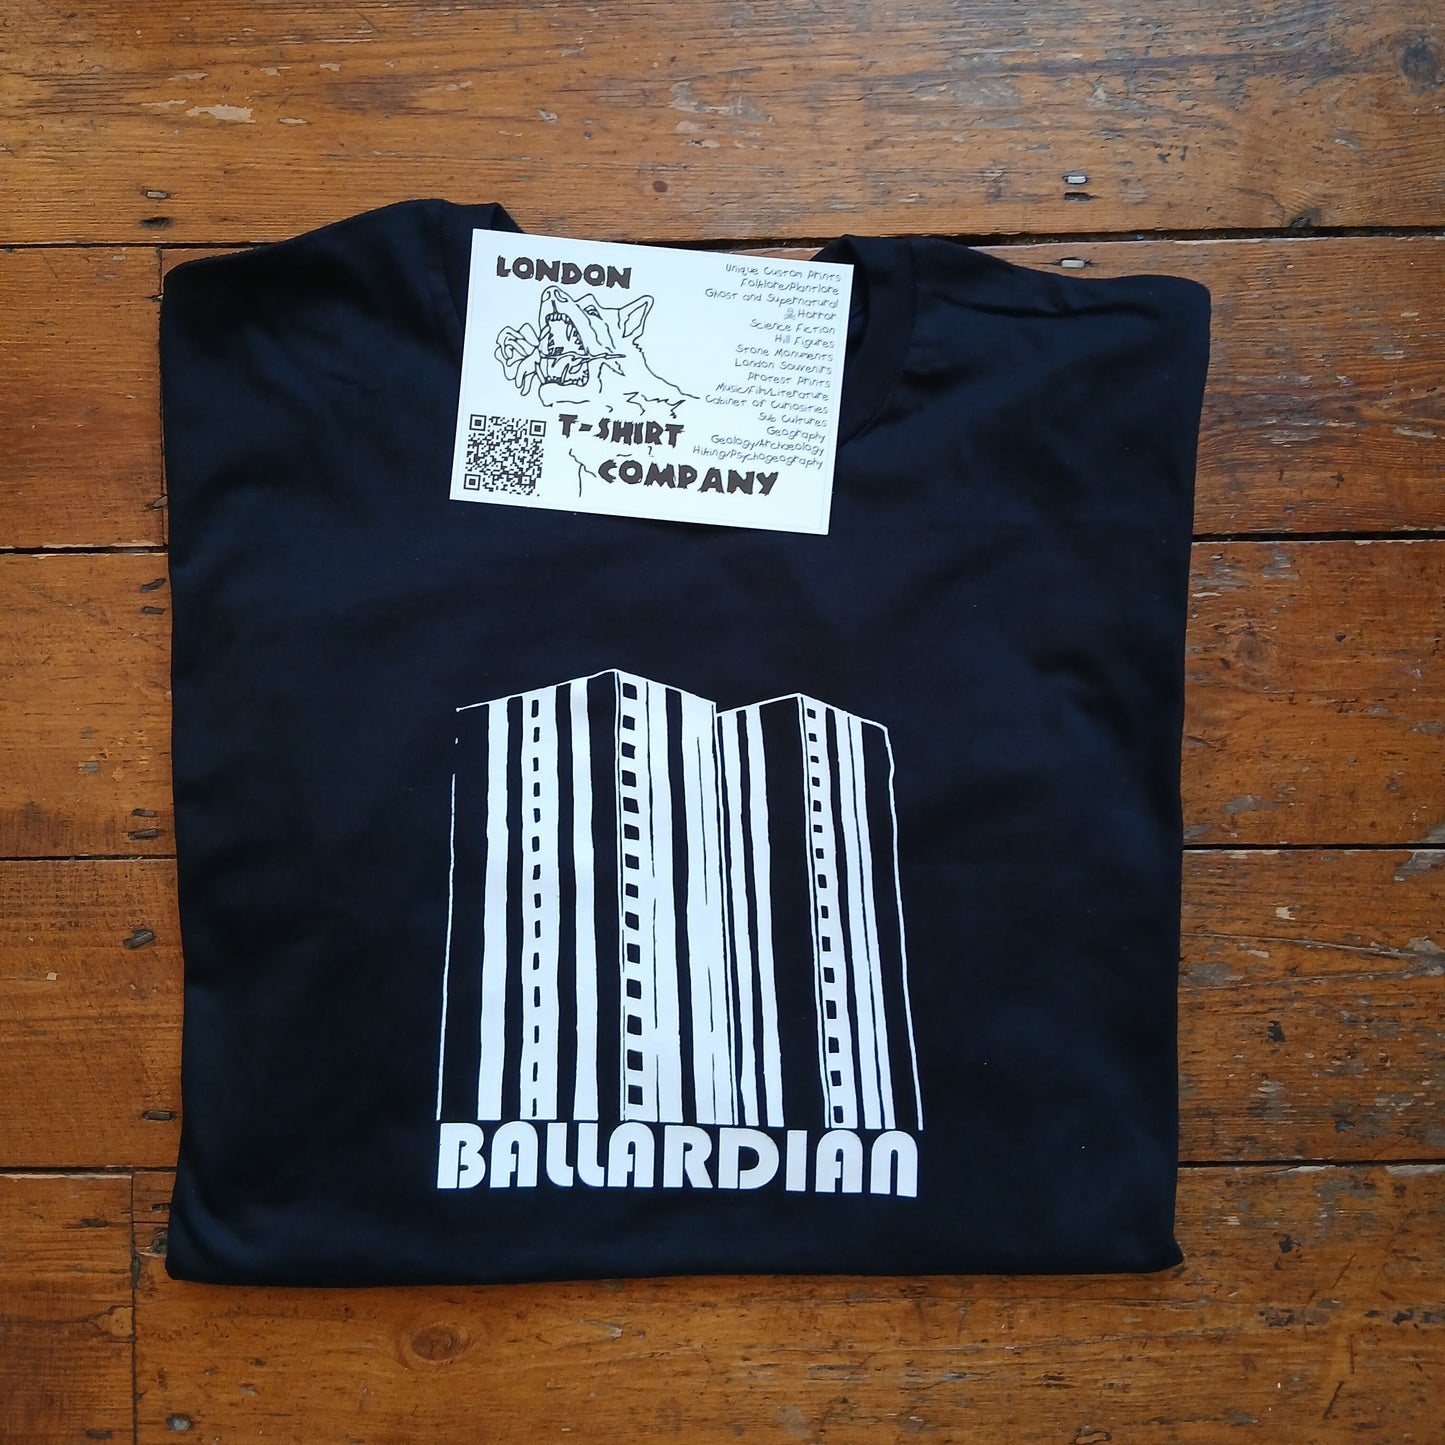 LONDON
T-SHIRT
COMPANY
Unique Custom Prints
Folklore/Plantlore
Ghost and Supernatural
Horror
Science Fiction
Hill Figures
Stone Monuments
London Souvenirs
Protest Prints
Music/Film/Literature
Cabinet of Curiosities
Sub Cultures
Geography
Geology/Archaeology
Hiking/Psychogeography
BALLARDIAN